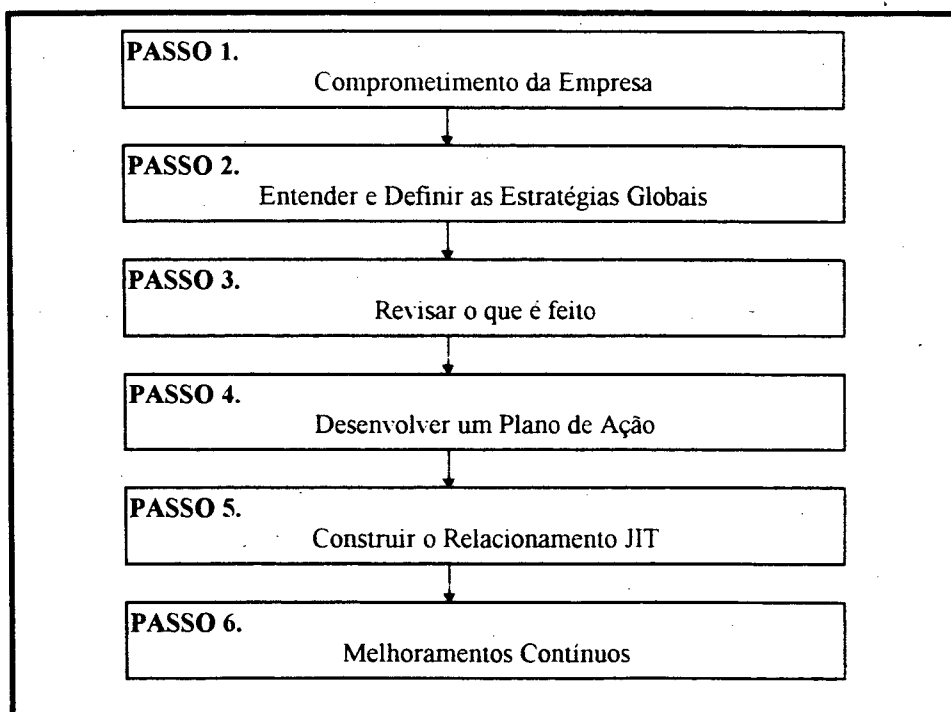 PASSO 1.
Comprometimento da Empresa
PASSO 2.
Entender e Definir as Estratégias Globais
PASSO 3.
Revisar o que é feito
PASSO 4.
Desenvolver um Plano de Ação
PASSO 5.
Construir o Relacionamento JIT
PASSO 6.
Melhoramentos Contínuos